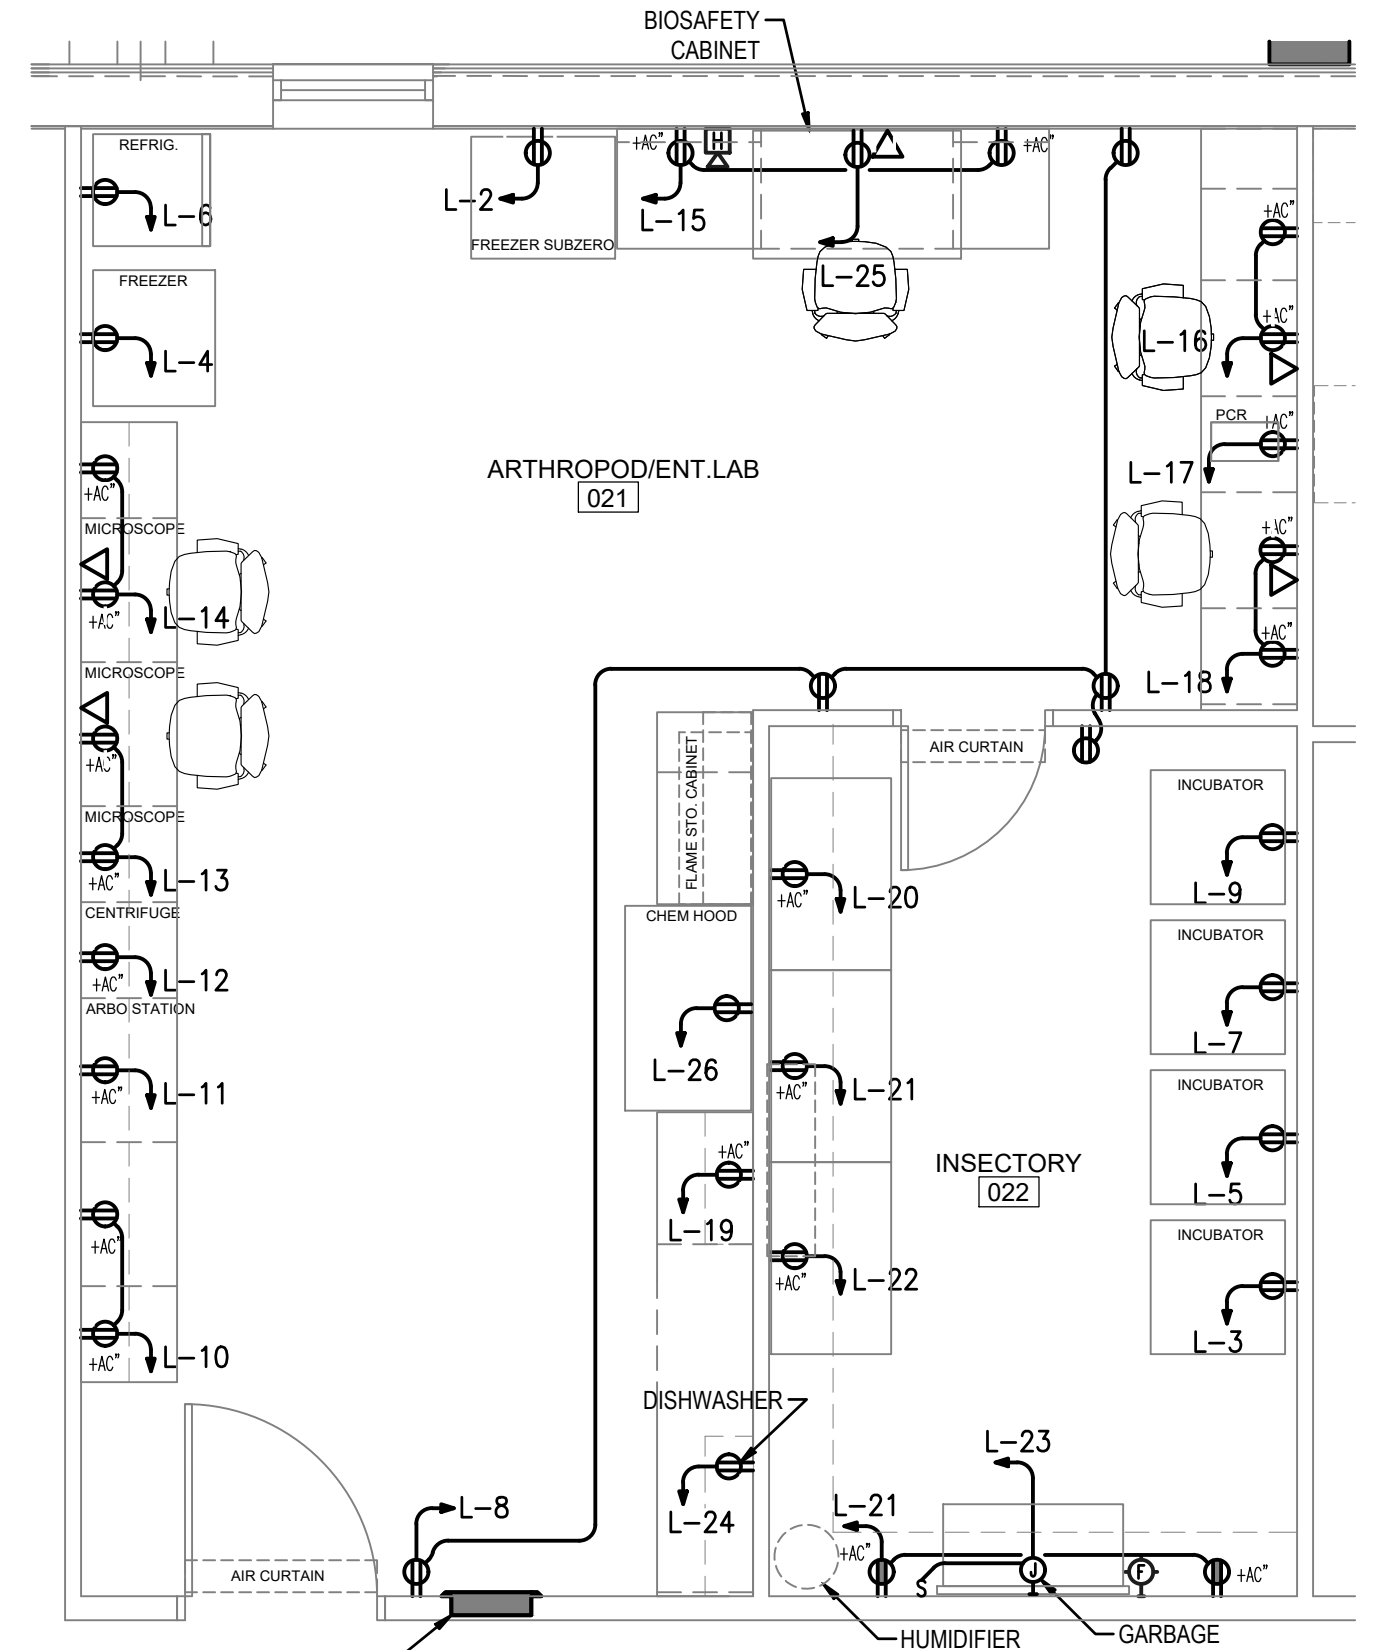 BIOSAFETY
CABINET
REFRIG.
L-6
FREEZER
L-4
L-2
FREEZER SUBZERO
+AC"
H
L-15
L-25
+AC"
+AC"
+AC"
L-16
PCR
+AC"
L-17
+AC"
+AC"
L-18
ARTHROPOD/ENT.LAB
021
+AC"
MICROSCOPE
+AC"
L-14
MICROSCOPE
+AC"
MICROSCOPE
+AC"
L-13
CENTRIFUGE
+AC"
L-12
ARBO STATION
+AC"
L-11
+AC"
+AC"
L-10
FLAME STO. CABINET
CHEM HOOD
L-26
+AC"
L-19
DISHWASHER
L-24
AIR CURTAIN
+AC"
L-20
+AC"
L-21
+AC"
L-22
INSECTORY
022
INCUBATOR
L-9
INCUBATOR
L-7
INCUBATOR
L-5
INCUBATOR
L-3
L-23
L-21
+AC"
S
J
F
+AC"
L-8
AIR CURTAIN
HUMIDIFIER
GARBAGE